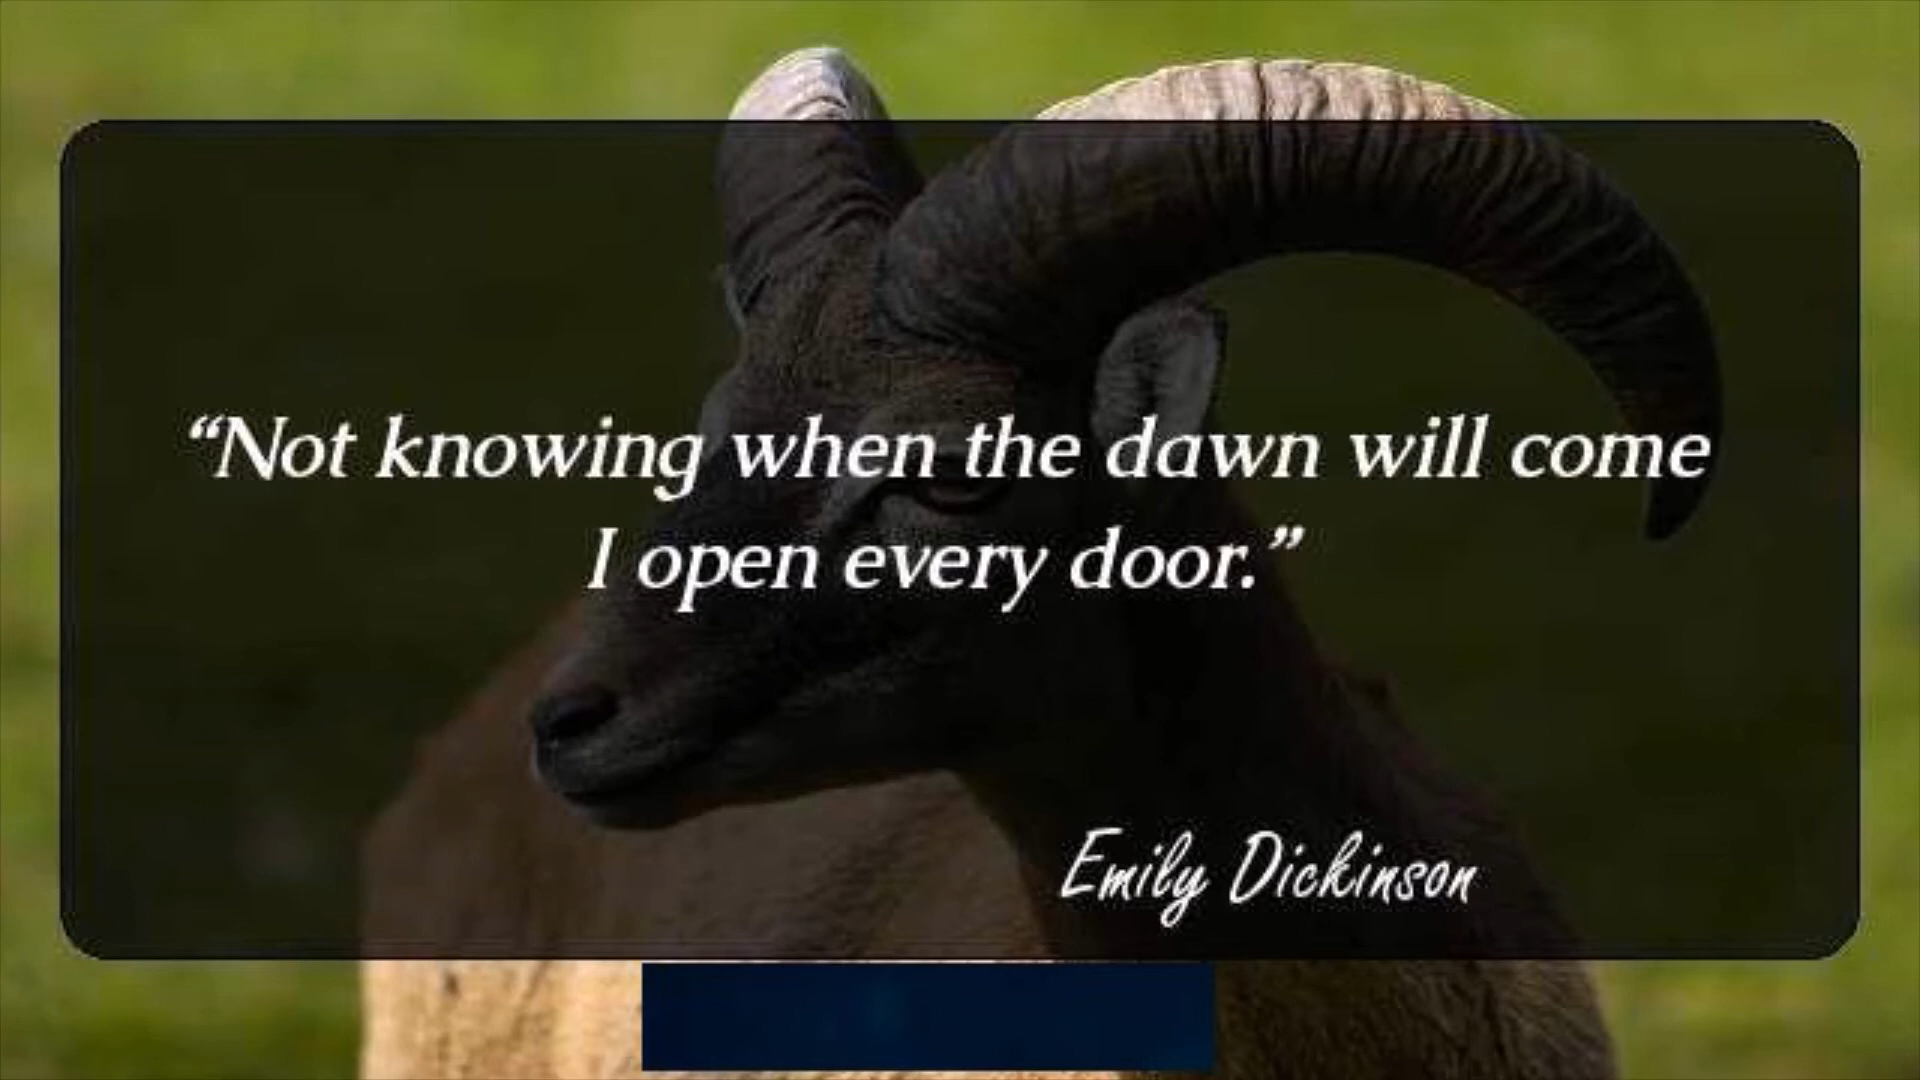 “Not knowing when the dawn will come
I open every door.”
Emily Dickinson